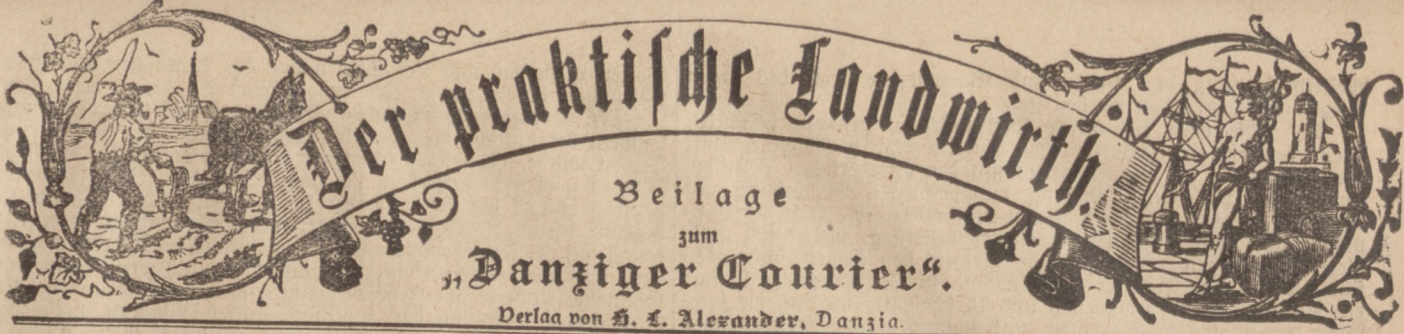 Der praktische Landwirth.
Beilage
zum
„Danziger Courier“.
Verlag von H. L. Alexander, Danzig.